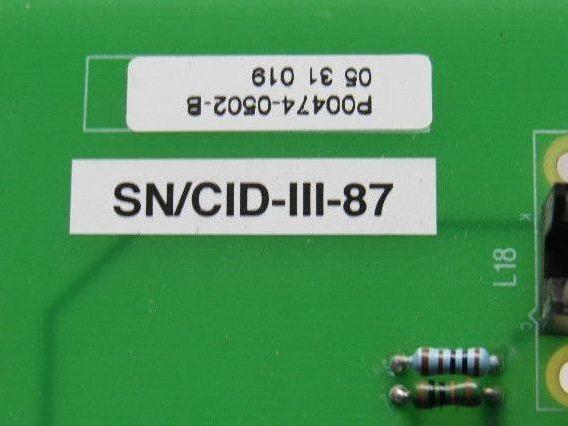 P00474-0502-B
05 31 019
SN/CID-III-87
L18
K
C